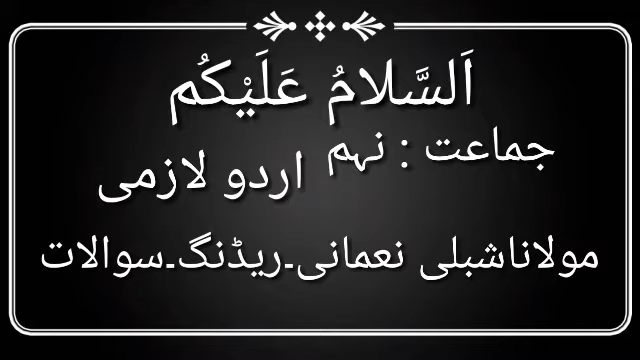 اَلسَّلامُ عَلَيْكُم
جماعت : نہم اردو لازمی
مولاناشبلی نعمانی۔ریڈنگ۔سوالات